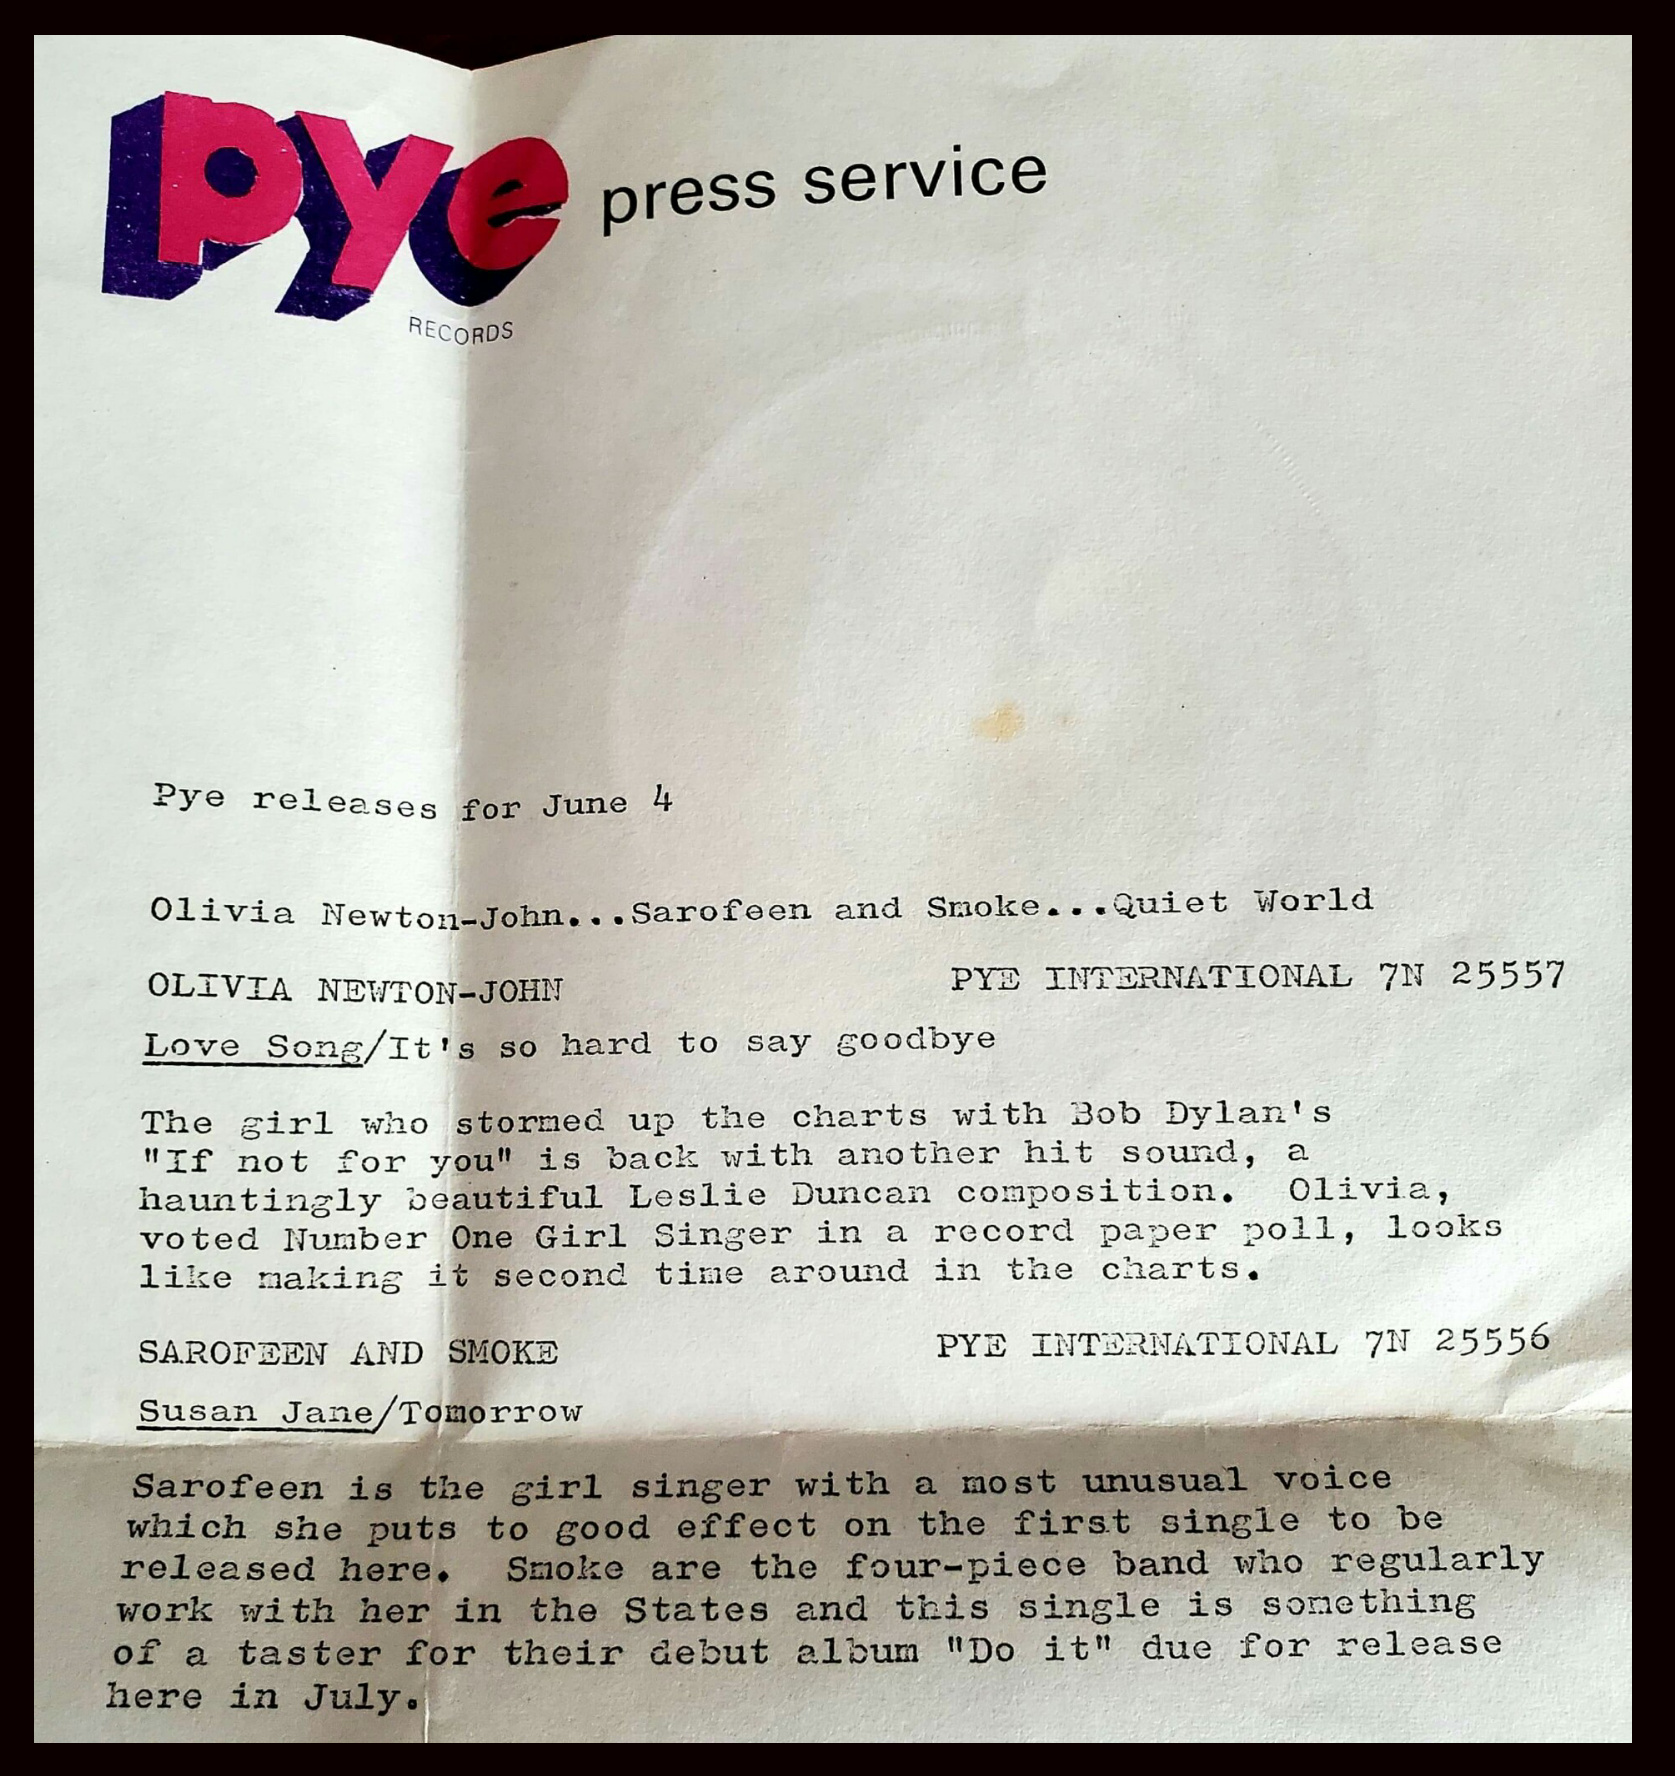 pye press service
RECORDS
Pye releases for June 4
Olivia Newton-John...Sarofeen and Smoke...Quiet World
OLIVIA NEWTON-JOHN PYE INTERNATIONAL 7N 25557
Love Song/It's so hard to say goodbye
The girl who stormed up the charts with Bob Dylan's
"If not for you" is back with another hit sound, a
hauntingly beautiful Leslie Duncan composition. Olivia,
voted Number One Girl Singer in a record paper poll, looks
like making it second time around in the charts.
SAROFEEN AND SMOKE PYE INTERNATIONAL 7N 25556
Susan Jane/Tomorrow
Sarofeen is the girl singer with a most unusual voice
which she puts to good effect on the first single to be
released here. Smoke are the four-piece band who regularly
work with her in the States and this single is something
of a taster for their debut album "Do it" due for release
here in July.